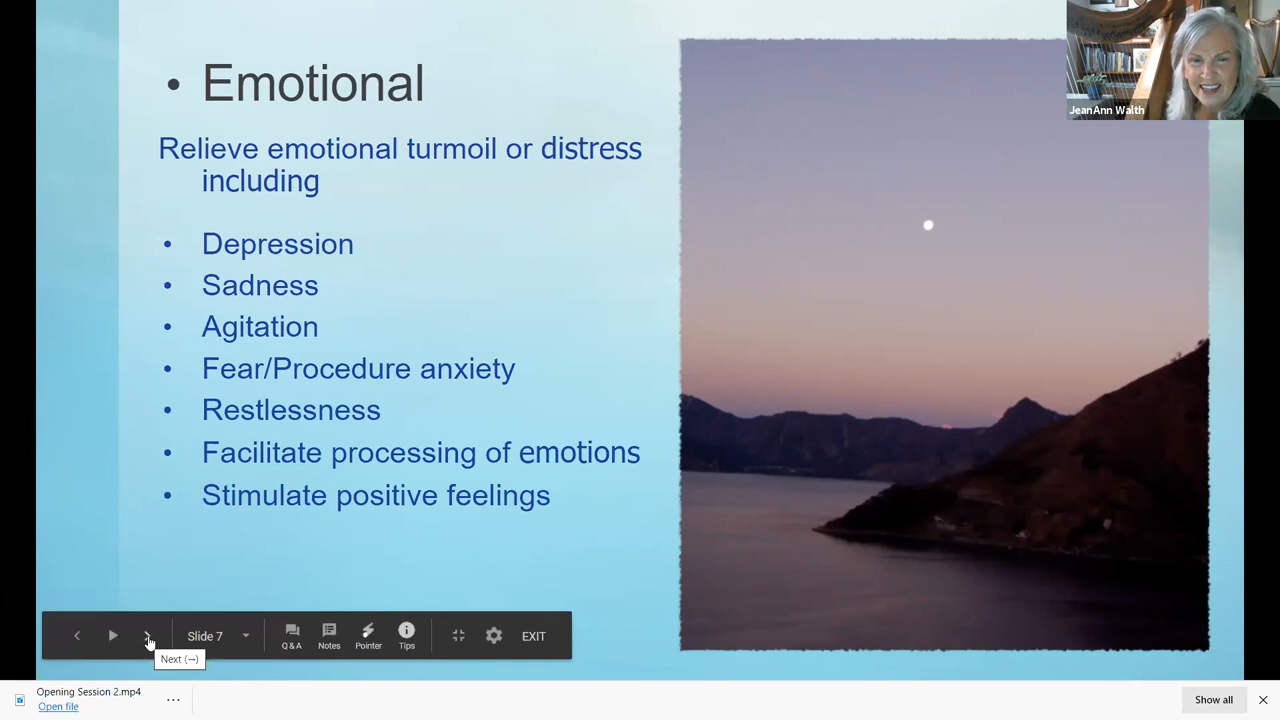 • Emotional
JeanAnn Walth
Relieve emotional turmoil or distress
including
• Depression
• Sadness
• Agitation
• Fear/Procedure anxiety
• Restlessness
• Facilitate processing of emotions
• Stimulate positive feelings
Slide 7
Q&A
Notes
Pointer
Tips
EXIT
Next (→)
Opening Session 2.mp4
Open file
...
Show all